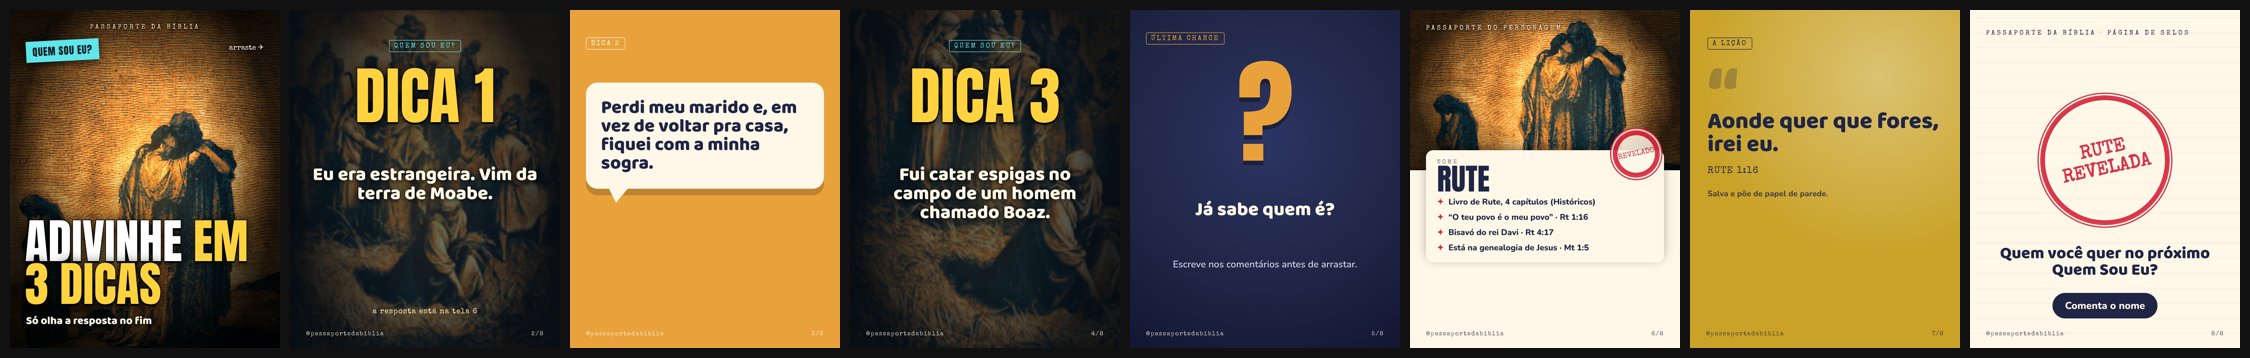 PASSAPORTE DA BÍBLIA
QUEM SOU EU?
arraste →
ADIVINHE EM
3 DICAS
Só olha a resposta no fim
QUEM SOU EU?
DICA 1
Eu era estrangeira. Vim da
terra de Moabe.
a resposta está na tela 6
@passaportedabiblia
2/8
DICA 2
Perdi meu marido e, em
vez de voltar pra casa,
fiquei com a minha
sogra.
@passaportedabiblia
3/8
QUEM SOU EU?
DICA 3
Fui catar espigas no
campo de um homem
chamado Boaz.
@passaportedabiblia
4/8
ÚLTIMA CHANCE
?
Já sabe quem é?
Escreve nos comentários antes de arrastar.
@passaportedabiblia
5/8
PASSAPORTE DO PERSONAGEM
REVELADO
NOME
RUTE
✦ Livro de Rute, 4 capítulos (Históricos)
✦ “O teu povo é o meu povo” · Rt 1:16
✦ Bisavó do rei Davi · Rt 4:17
✦ Está na genealogia de Jesus · Mt 1:5
@passaportedabiblia
6/8
A LIÇÃO
“
Aonde quer que fores,
irei eu.
RUTE 1:16
Salva e põe de papel de parede.
@passaportedabiblia
7/8
PASSAPORTE DA BÍBLIA · PÁGINA DE SELOS
RUTE
REVELADA
Quem você quer no próximo
Quem Sou Eu?
Comenta o nome
@passaportedabiblia
8/8